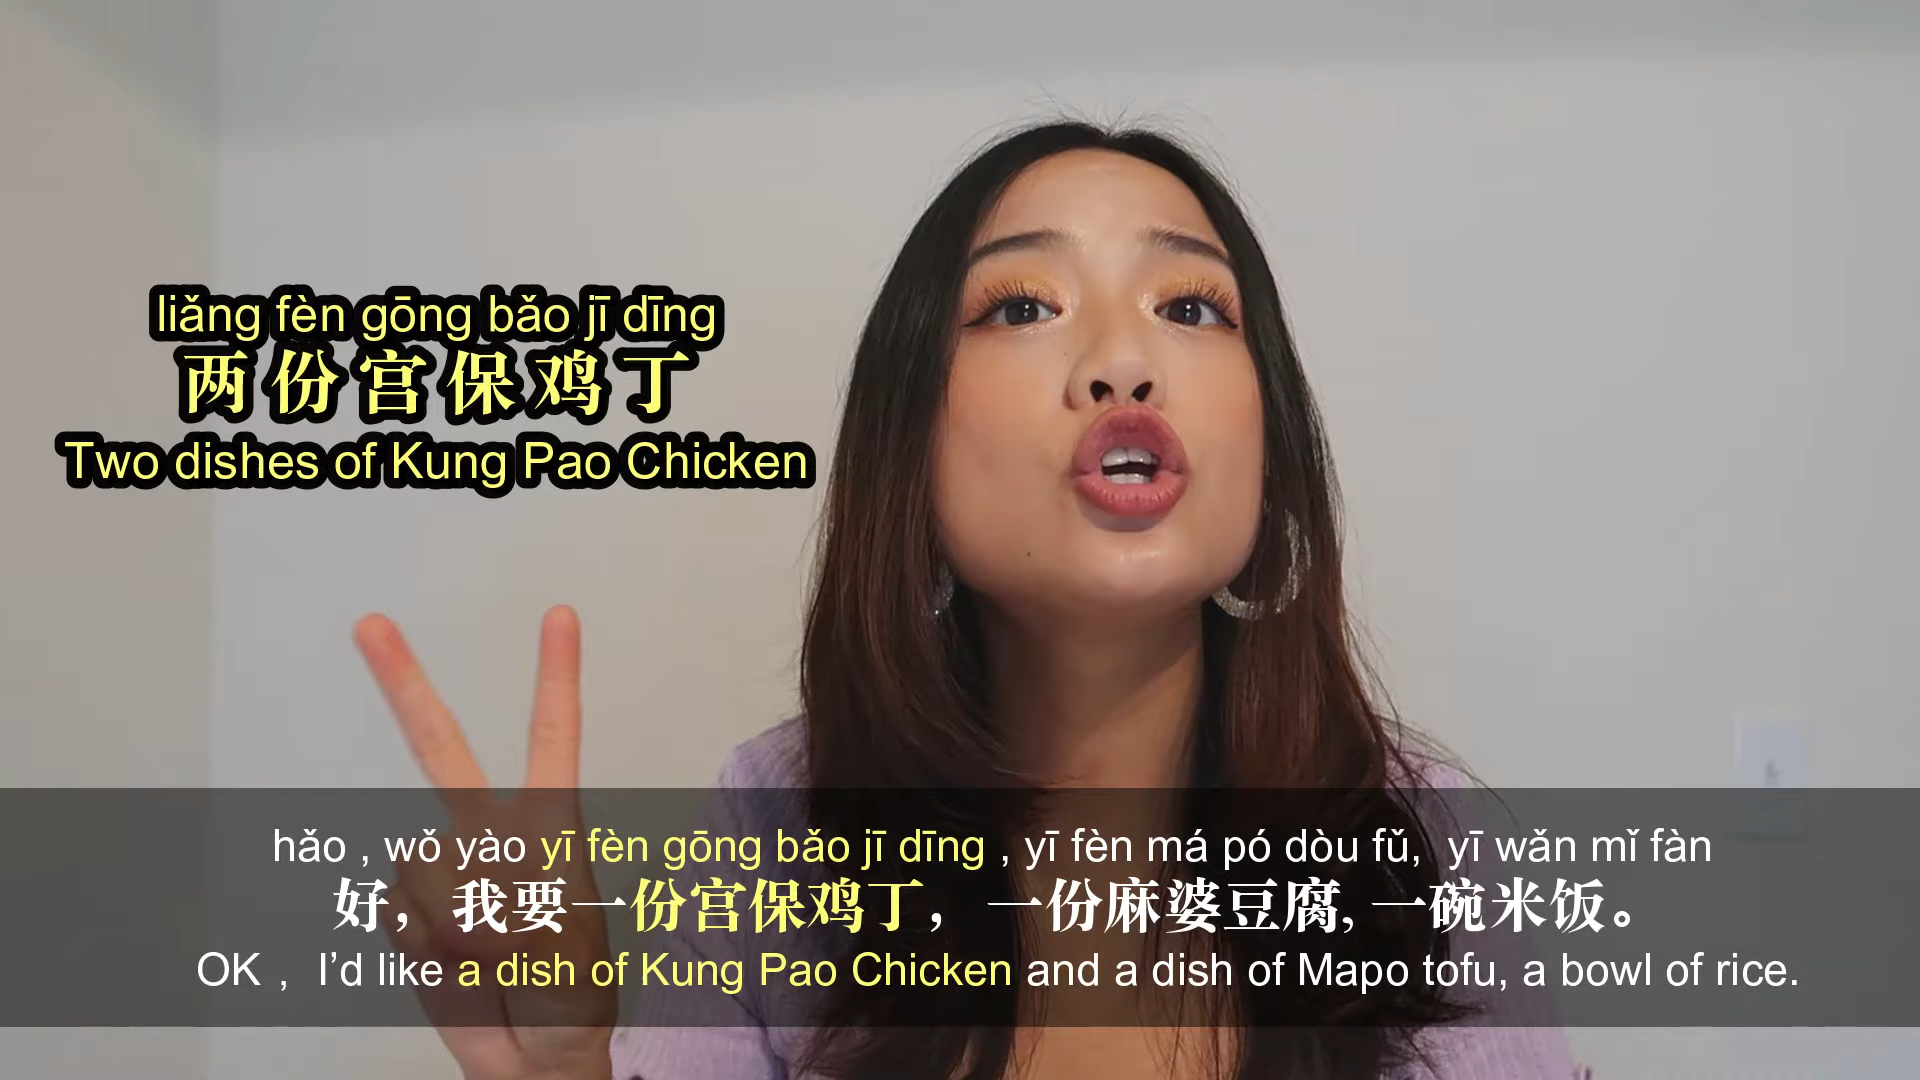 liǎng fèn gōng bǎo jī dīng
两份宫保鸡丁
Two dishes of Kung Pao Chicken
hǎo , wǒ yào yī fèn gōng bǎo jī dīng , yī fèn má pó dòu fǔ, yī wǎn mǐ fàn
好，我要一份宫保鸡丁，一份麻婆豆腐, 一碗米饭。
OK , I’d like a dish of Kung Pao Chicken and a dish of Mapo tofu, a bowl of rice.